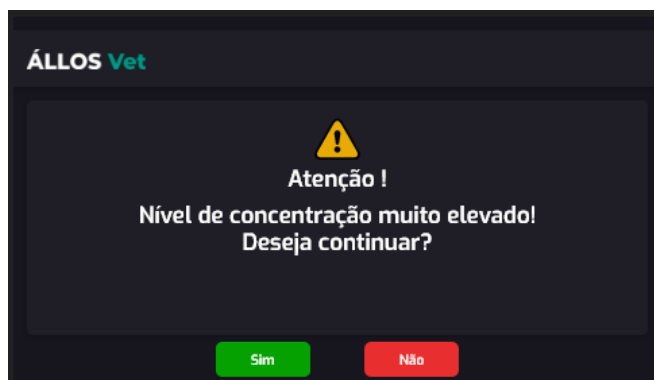 ÁLLOS Vet
Atenção !
Nível de concentração muito elevado!
Deseja continuar?
Sim
Não